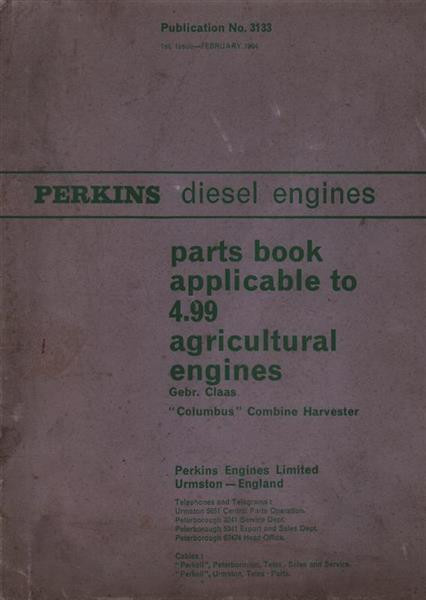 Publication No. 3133
1st. Issue—FEBRUARY 1964
PERKINS diesel engines
parts book
applicable to
4.99
agricultural
engines
Gebr. Claas
"Columbus" Combine Harvester
Perkins Engines Limited
Urmston — England
Telephones and Telegrams :
Urmston 5051 Central Parts Operation.
Peterborough 3241 Service Dept.
Peterborough 5341 Export and Sales Dept.
Peterborough 67474 Head Office.
Cables :
"Perkoil", Peterborough, Telex - Sales and Service.
"Perkoil", Urmston, Telex - Parts.